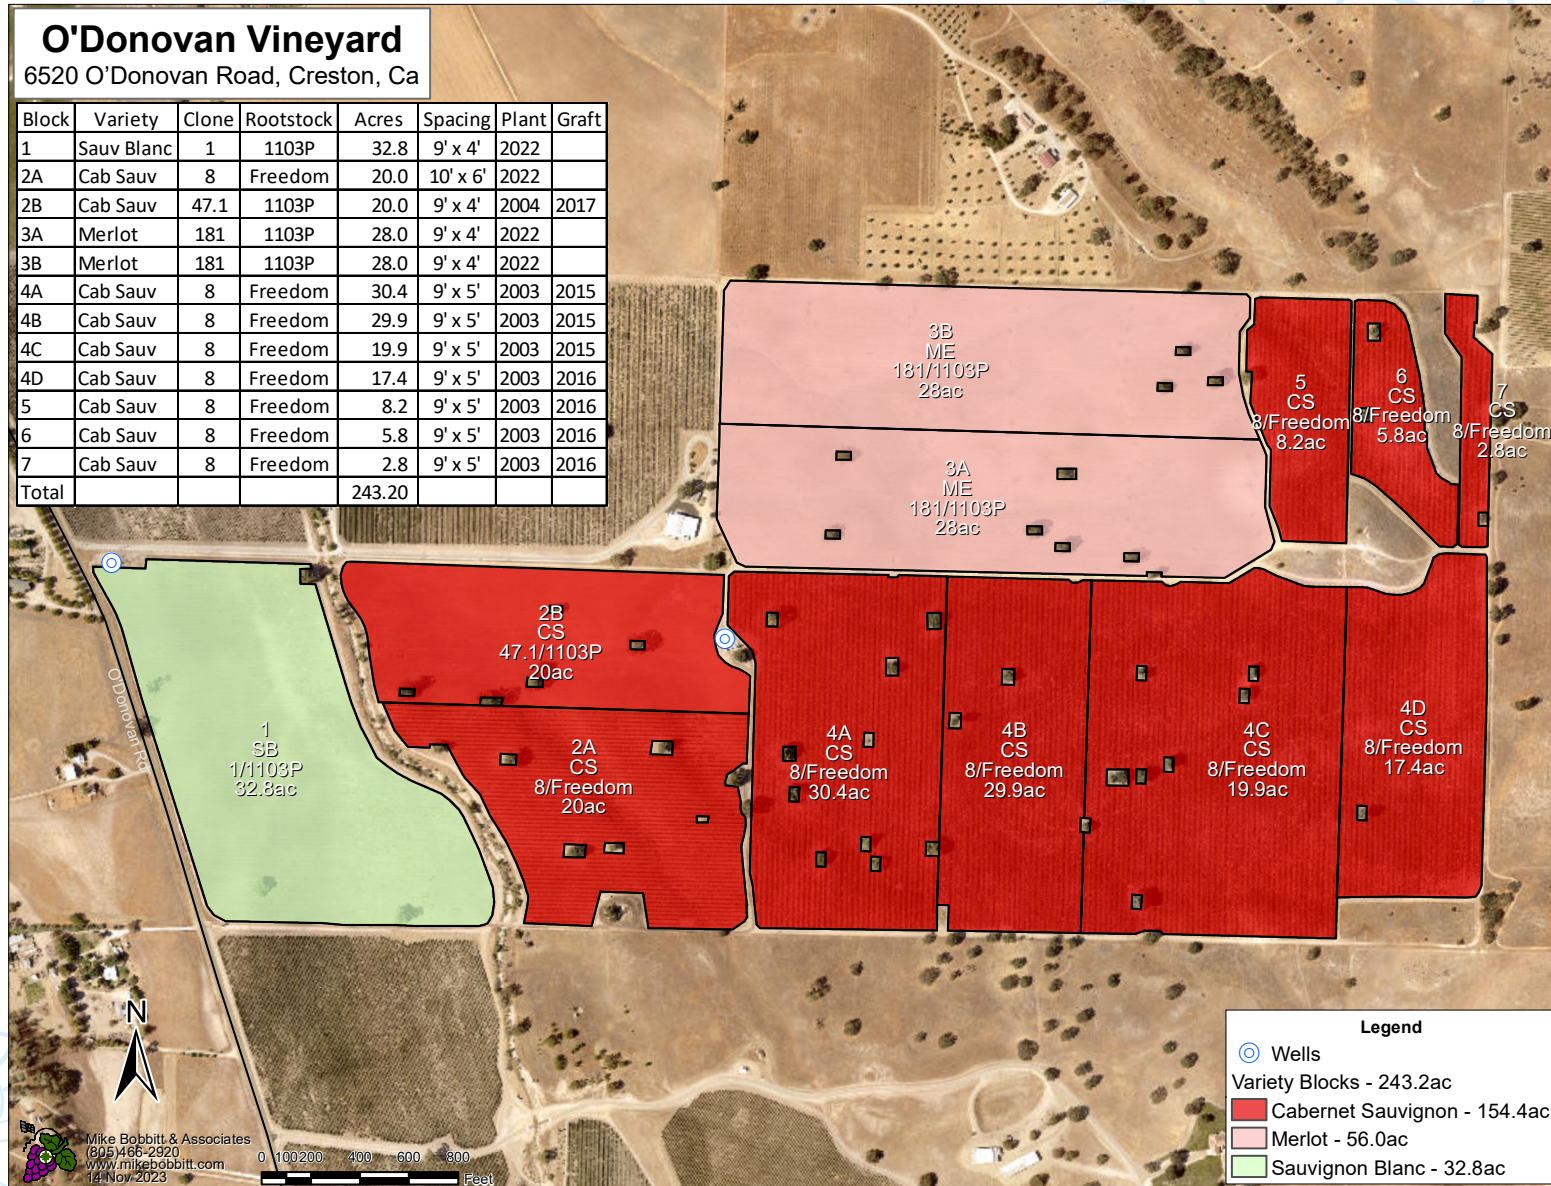 O'Donovan Vineyard
6520 O'Donovan Road, Creston, Ca
Block Variety Clone Rootstock Acres Spacing Plant Graft
1 Sauv Blanc 1 1103P 32.8 9' x 4' 2022
2A Cab Sauv 8 Freedom 20.0 10' x 6' 2022
2B Cab Sauv 47.1 1103P 20.0 9' x 4' 2004 2017
3A Merlot 181 1103P 28.0 9' x 4' 2022
3B Merlot 181 1103P 28.0 9' x 4' 2022
4A Cab Sauv 8 Freedom 30.4 9' x 5' 2003 2015
4B Cab Sauv 8 Freedom 29.9 9' x 5' 2003 2015
4C Cab Sauv 8 Freedom 19.9 9' x 5' 2003 2015
4D Cab Sauv 8 Freedom 17.4 9' x 5' 2003 2016
5 Cab Sauv 8 Freedom 8.2 9' x 5' 2003 2016
6 Cab Sauv 8 Freedom 5.8 9' x 5' 2003 2016
7 Cab Sauv 8 Freedom 2.8 9' x 5' 2003 2016
Total 243.20
3B
ME
181/1103P
28ac
3A
ME
181/1103P
28ac
5
CS
8/Freedom
8.2ac
6
CS
8/Freedom
5.8ac
7
CS
8/Freedom
2.8ac
2B
CS
47.1/1103P
20ac
O'Donovan Rd
1
SB
1/1103P
32.8ac
2A
CS
8/Freedom
20ac
4A
CS
8/Freedom
30.4ac
4B
CS
8/Freedom
29.9ac
4C
CS
8/Freedom
19.9ac
4D
CS
8/Freedom
17.4ac
N
Mike Bobbitt & Associates
(805)466-2920
www.mikebobbitt.com
14 Nov 2023
0 100 200 400 600 800
Feet
Legend
Wells
Variety Blocks - 243.2ac
Cabernet Sauvignon - 154.4ac
Merlot - 56.0ac
Sauvignon Blanc - 32.8ac